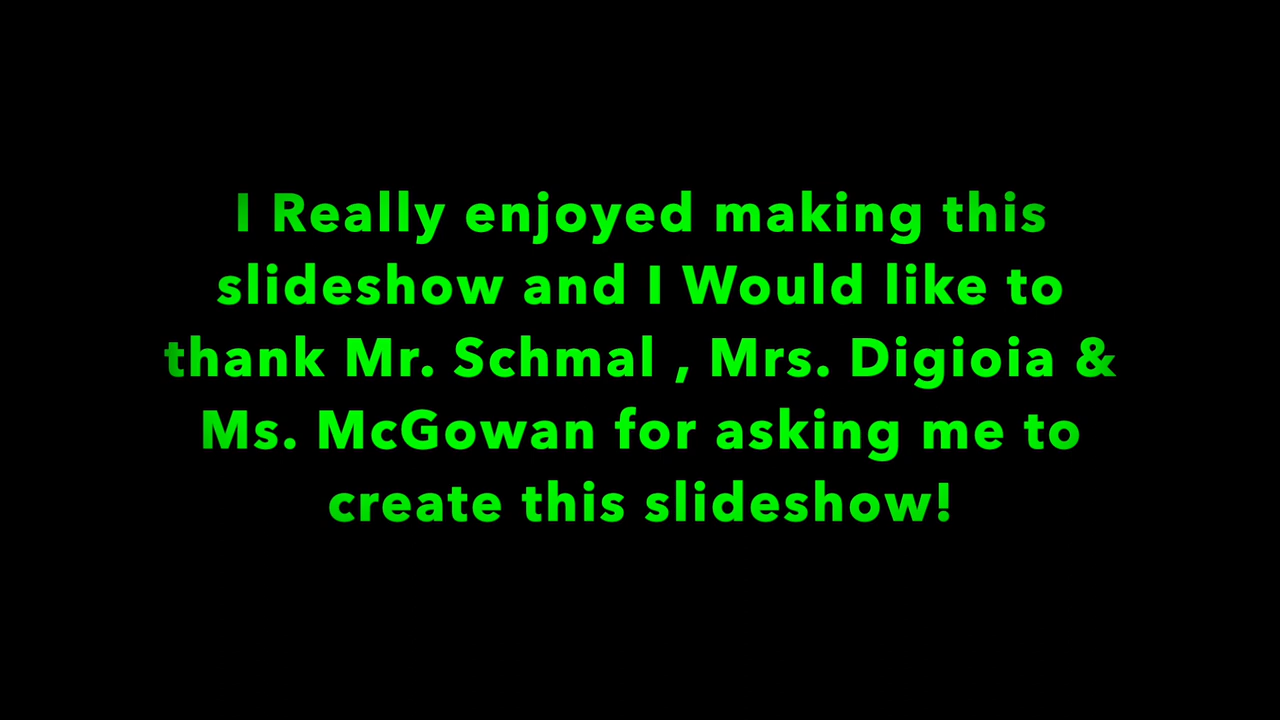 I Really enjoyed making this
slideshow and I Would like to
thank Mr. Schmal , Mrs. Digioia &
Ms. McGowan for asking me to
create this slideshow!